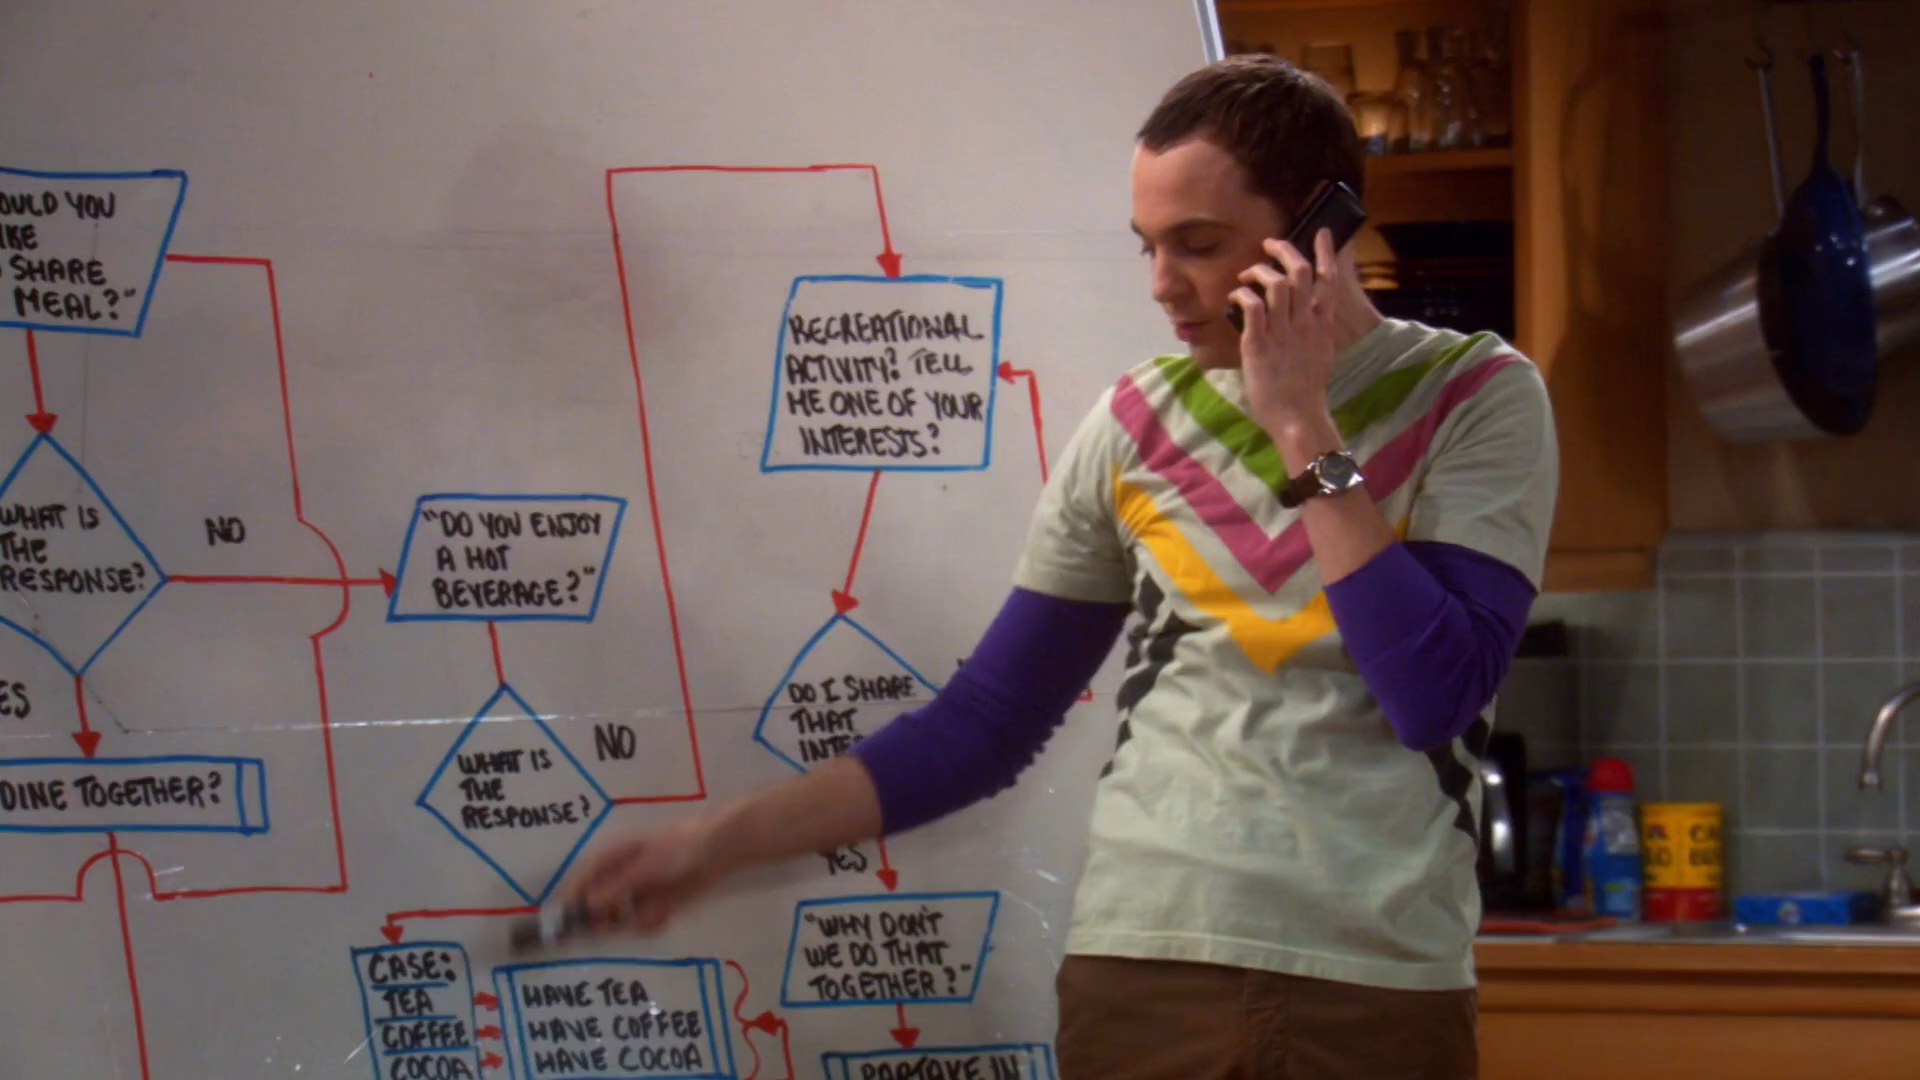 OULD YOU
IKE
SHARE
MEAL?"
WHAT IS
THE
RESPONSE?
NO
ES
DINE TOGETHER?
"DO YOU ENJOY
A HOT
BEVERAGE?"
WHAT IS
THE
RESPONSE?
NO
CASE:
TEA
COFFEE
COCOA
HAVE TEA
HAVE COFFEE
HAVE COCOA
RECREATIONAL
ACTIVITY? TELL
ME ONE OF YOUR
INTERESTS?
DO I SHARE
THAT
INTE
YES
"WHY DON'T
WE DO THAT
TOGETHER?"
PARTAKE IN